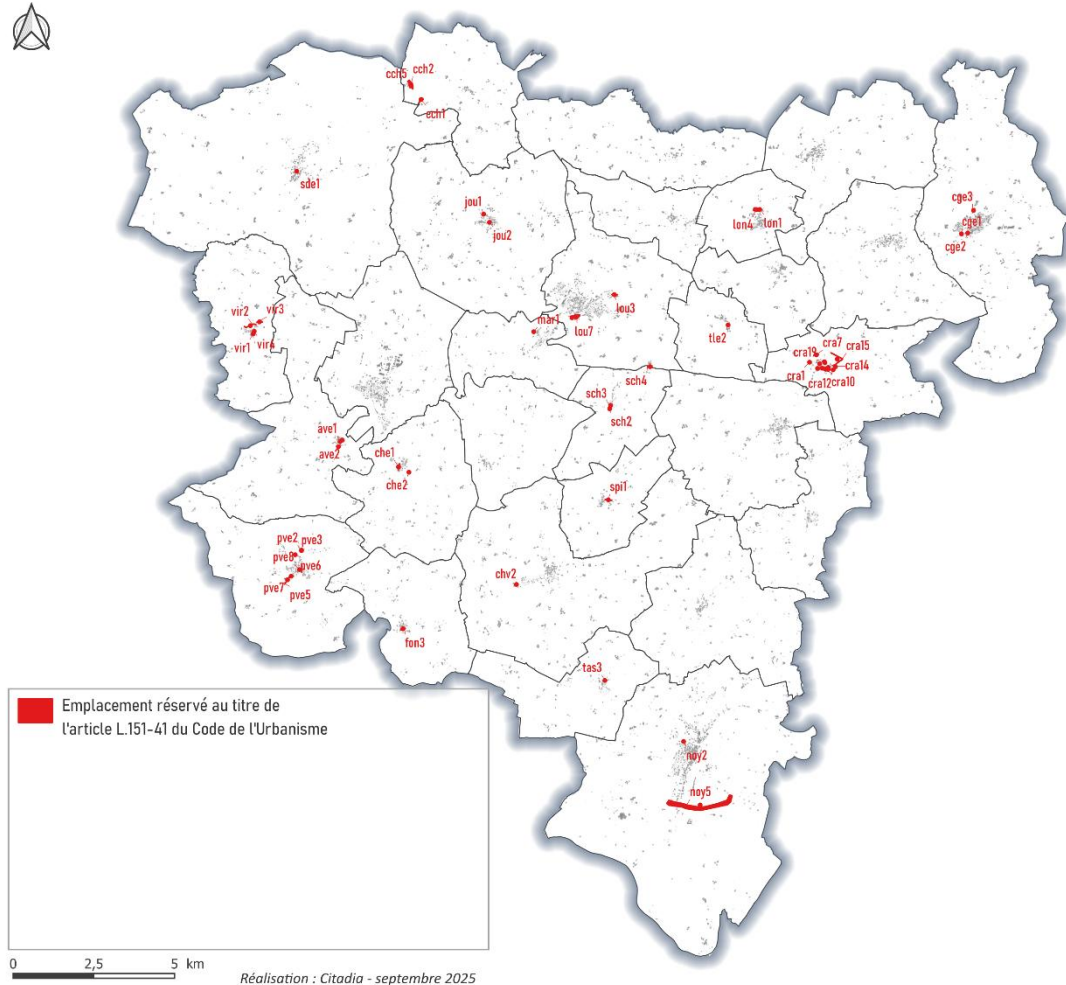 cch5
cch2
ech1
sde1
jou1
jou2
lon4
lon1
cge3
cge1
cge2
vir2
vir3
vir1
vir4
mar1
lou3
lou7
tle2
cra19
cra7
cra15
cra1
cra14
cra12
cra10
sch4
sch3
sch2
ave1
ave2
che1
che2
spi1
pve2
pve3
pve8
pve6
pve7
pve5
chv2
fon3
tas3
noy2
noy5
Emplacement réservé au titre de
l'article L.151-41 du Code de l'Urbanisme
0 2,5 5 km
Réalisation : Citadia - septembre 2025